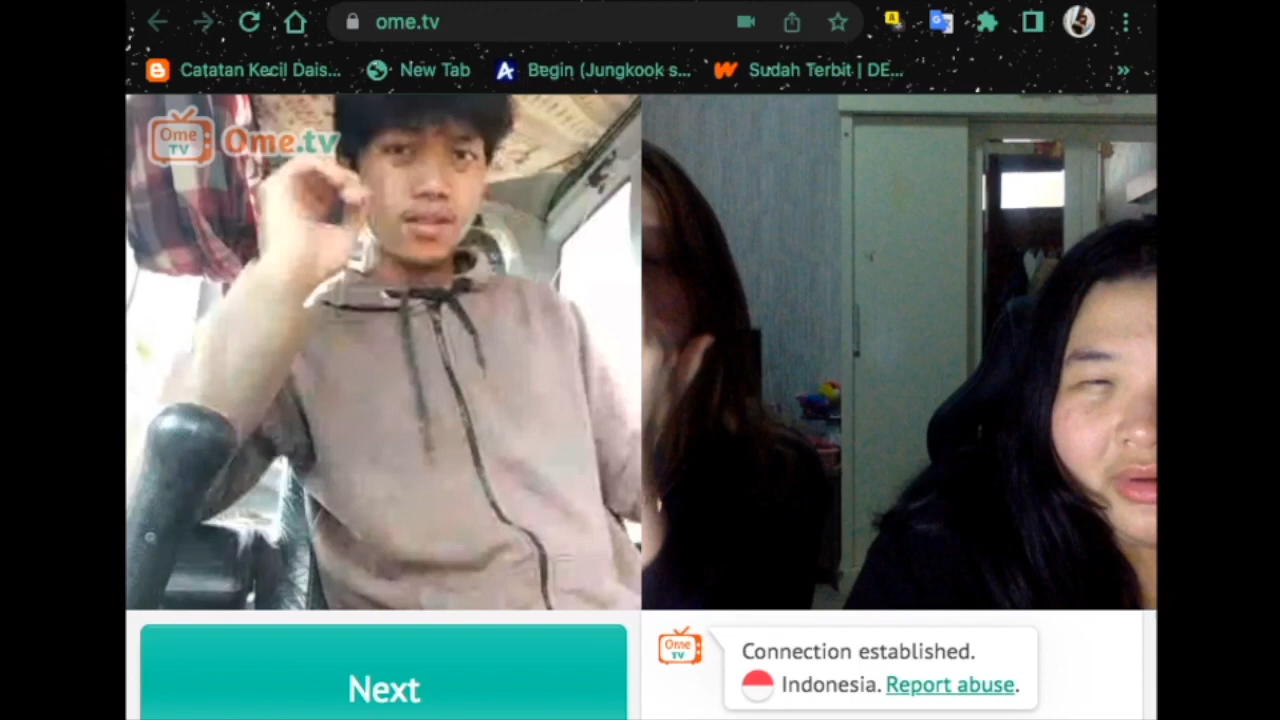 ome.tv
Catatan Kecil Dais... New Tab Begin (Jungkook s... Sudah Terbit | DE... »
Ome TV Ome.tv
Next
Ome TV
Connection established.
Indonesia. Report abuse.